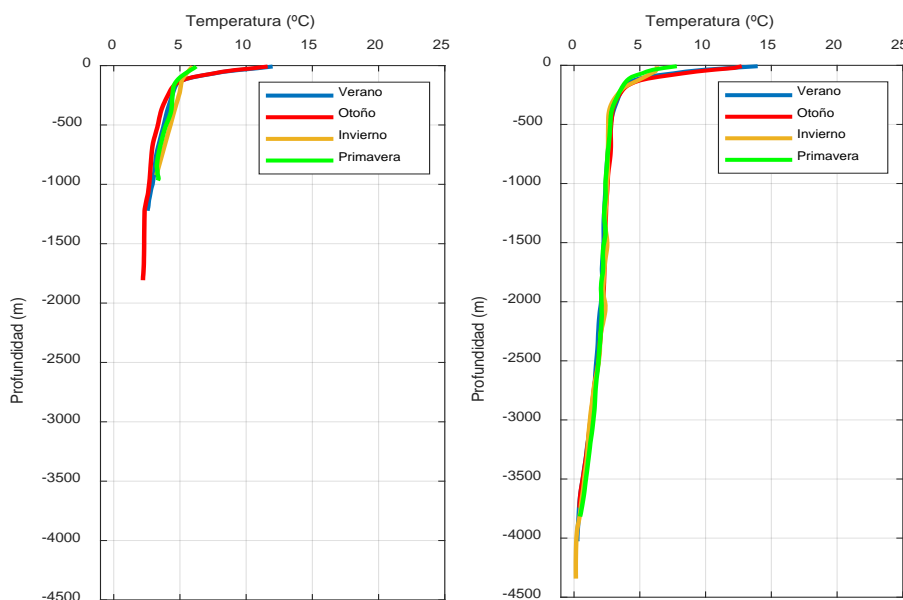 Temperatura (ºC)
0 5 10 15 20 25
0
-500
-1000
-1500
-2000
-2500
-3000
-3500
-4000
-4500
Profundidad (m)
Verano
Otoño
Invierno
Primavera
Temperatura (ºC)
0 5 10 15 20 25
0
-500
-1000
-1500
-2000
-2500
-3000
-3500
-4000
-4500
Profundidad (m)
Verano
Otoño
Invierno
Primavera